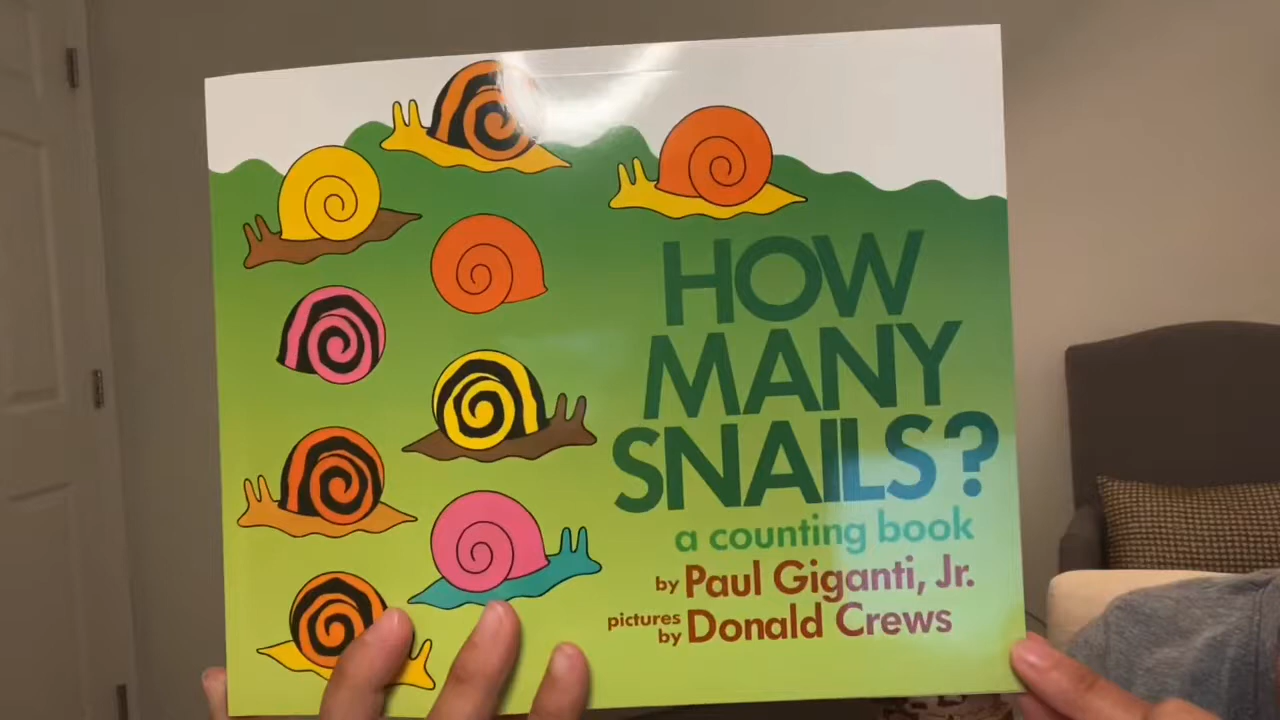 HOW
MANY
SNAILS?
a counting book
by Paul Giganti, Jr.
pictures by Donald Crews